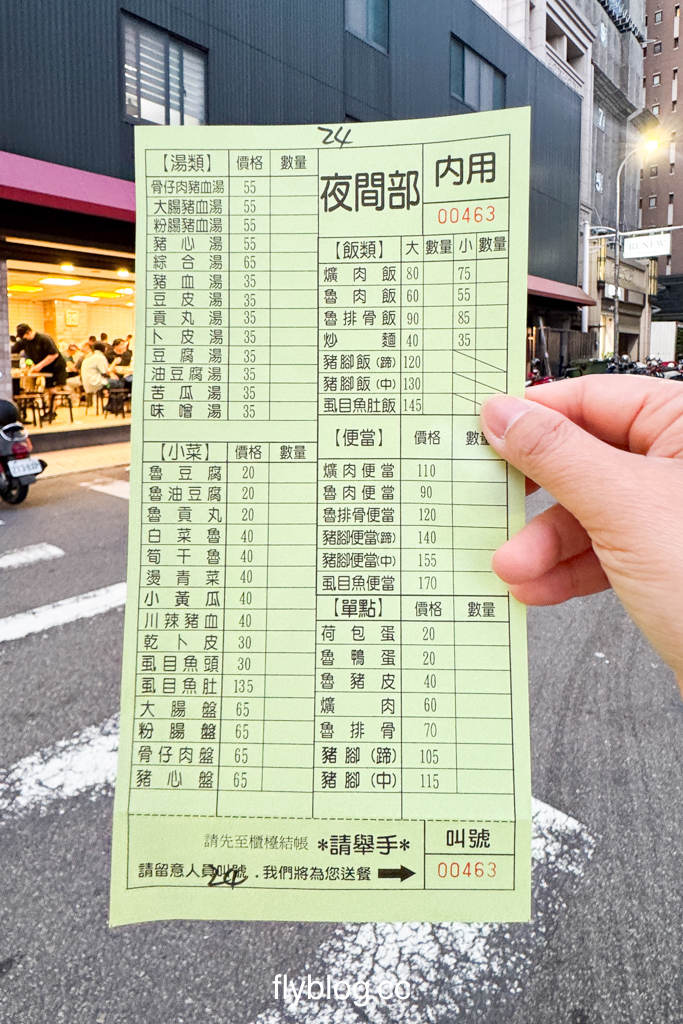 24
【湯類】 價格 數量
骨仔肉豬血湯 55
大腸豬血湯 55
粉腸豬血湯 55
豬心湯 55
綜合湯 65
豬血湯 35
豆皮湯 35
貢丸湯 35
卜皮湯 35
豆腐湯 35
油豆腐湯 35
苦瓜湯 35
味噌湯 35
【小菜】 價格 數量
魯豆腐 20
魯油豆腐 20
魯貢丸 20
白菜魯 40
筍干魯 40
燙青菜 40
小黃瓜 40
川辣豬血 40
乾卜皮 30
虱目魚頭 30
虱目魚肚 135
大腸盤 65
粉腸盤 65
骨仔肉盤 65
豬心盤 65
夜間部 內用
00463
【飯類】 大 數量 小 數量
爌肉飯 80 75
魯肉飯 60 55
魯排骨飯 90 85
炒麵 40 35
豬腳飯(蹄) 120
豬腳飯(中) 130
虱目魚肚飯 145
【便當】 價格 數量
爌肉便當 110
魯肉便當 90
魯排骨便當 120
豬腳便當(蹄) 140
豬腳便當(中) 155
虱目魚便當 170
【單點】 價格 數量
荷包蛋 20
魯鴨蛋 20
魯豬皮 40
爌肉 60
魯排骨 70
豬腳(蹄) 105
豬腳(中) 115
請先至櫃檯結帳 *請舉手*
請留意人員叫號．我們將為您送餐
24
叫號
00463
RENEW
flyblog.cc